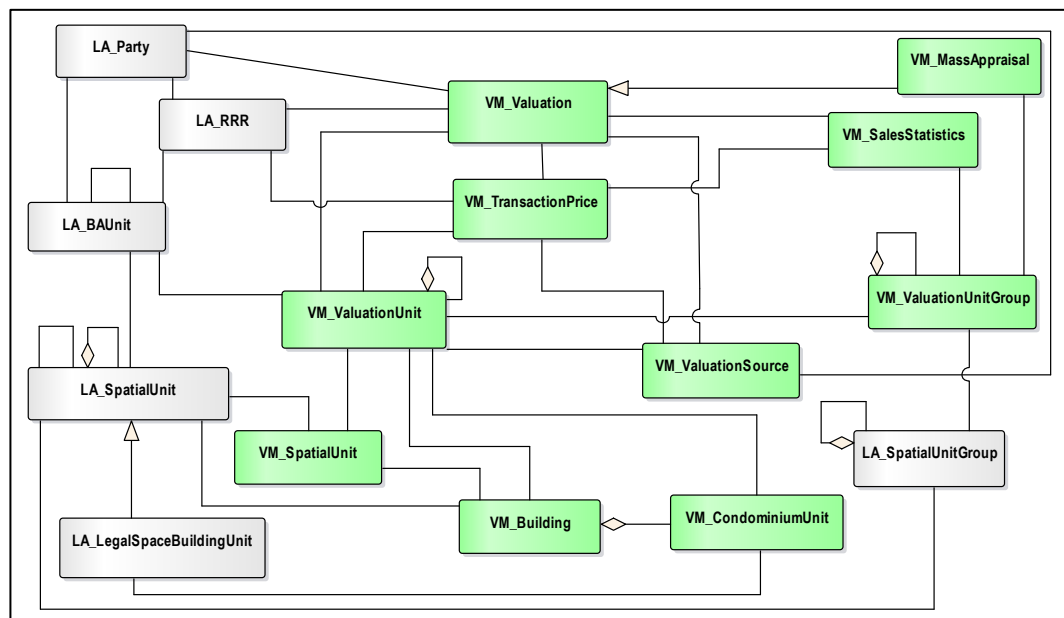 LA_Party
VM_MassAppraisal
VM_Valuation
LA_RRR
VM_SalesStatistics
VM_TransactionPrice
LA_BAUnit
VM_ValuationUnit
VM_ValuationUnitGroup
VM_ValuationSource
LA_SpatialUnit
VM_SpatialUnit
LA_SpatialUnitGroup
VM_Building
VM_CondominiumUnit
LA_LegalSpaceBuildingUnit